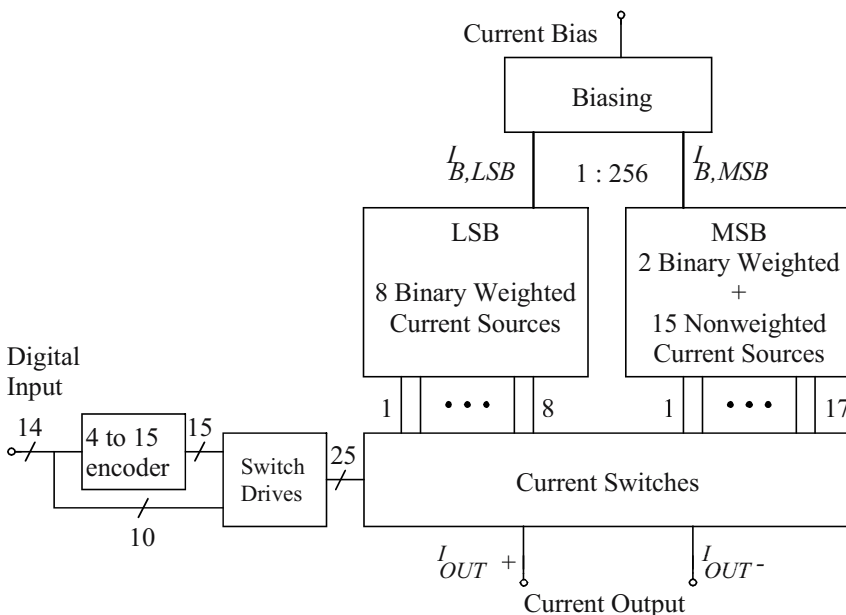 Current Bias
Biasing
I B,LSB
1 : 256
I B,MSB
LSB
8 Binary Weighted
Current Sources
MSB
2 Binary Weighted
+
15 Nonweighted
Current Sources
1
• • •
8
1
• • •
17
Digital
Input
14
4 to 15
encoder
15
10
Switch
Drives
25
Current Switches
I OUT +
I OUT -
Current Output